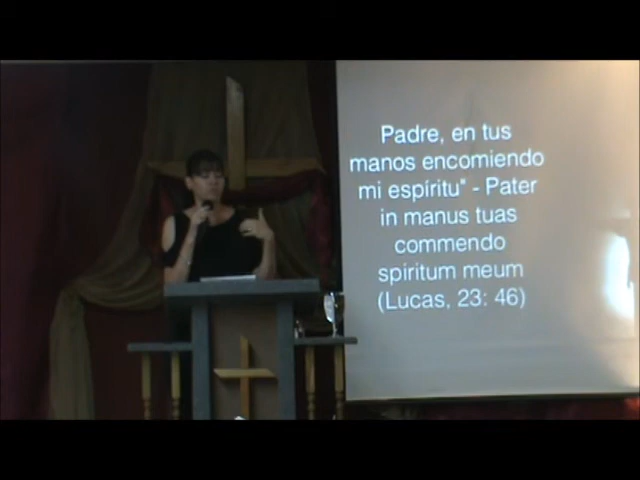 Padre, en tus
manos encomiendo
mi espíritu" - Pater
in manus tuas
commendo
spiritum meum
(Lucas, 23: 46)